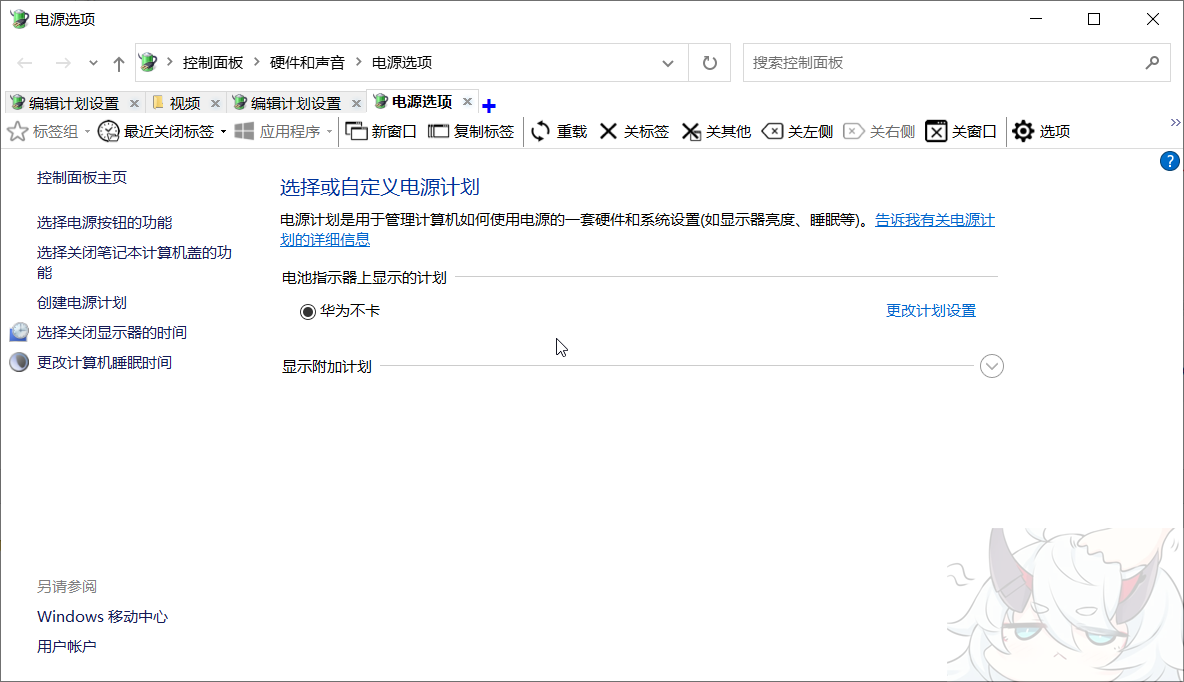 电源选项
控制面板 硬件和声音 电源选项
搜索控制面板
编辑计划设置 视频 编辑计划设置 电源选项
标签组 最近关闭标签 应用程序 新窗口 复制标签 重载 关标签 关其他 关左侧 关右侧 关窗口 选项
控制面板主页
选择电源按钮的功能
选择关闭笔记本计算机盖的功
能
创建电源计划
选择关闭显示器的时间
更改计算机睡眠时间
选择或自定义电源计划
电源计划是用于管理计算机如何使用电源的一套硬件和系统设置(如显示器亮度、睡眠等)。告诉我有关电源计
划的详细信息
电池指示器上显示的计划
华为不卡 更改计划设置
显示附加计划
另请参阅
Windows 移动中心
用户帐户